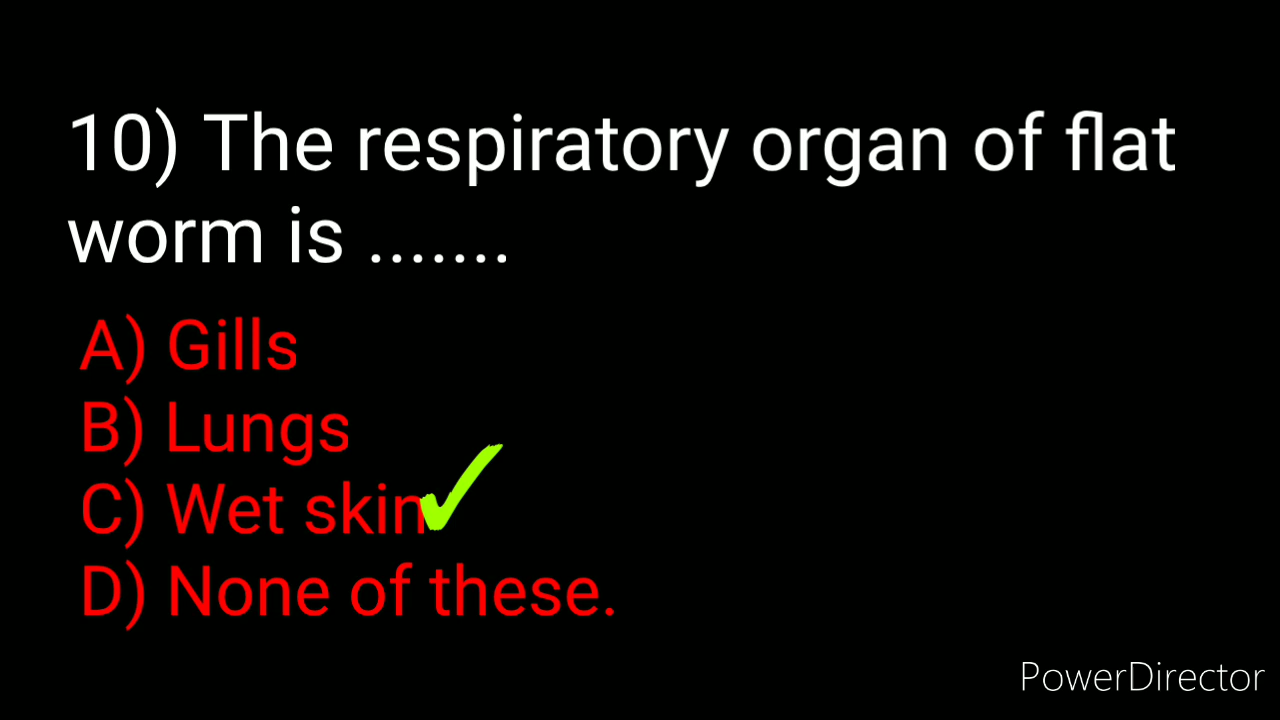 10) The respiratory organ of flat
worm is .......
A) Gills
B) Lungs
C) Wet skin
D) None of these.
PowerDirector